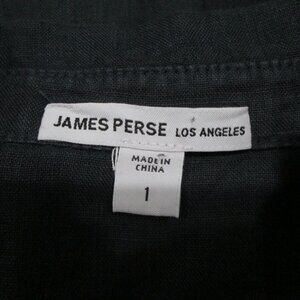 JAMES PERSE LOS ANGELES
MADE IN
CHINA
1